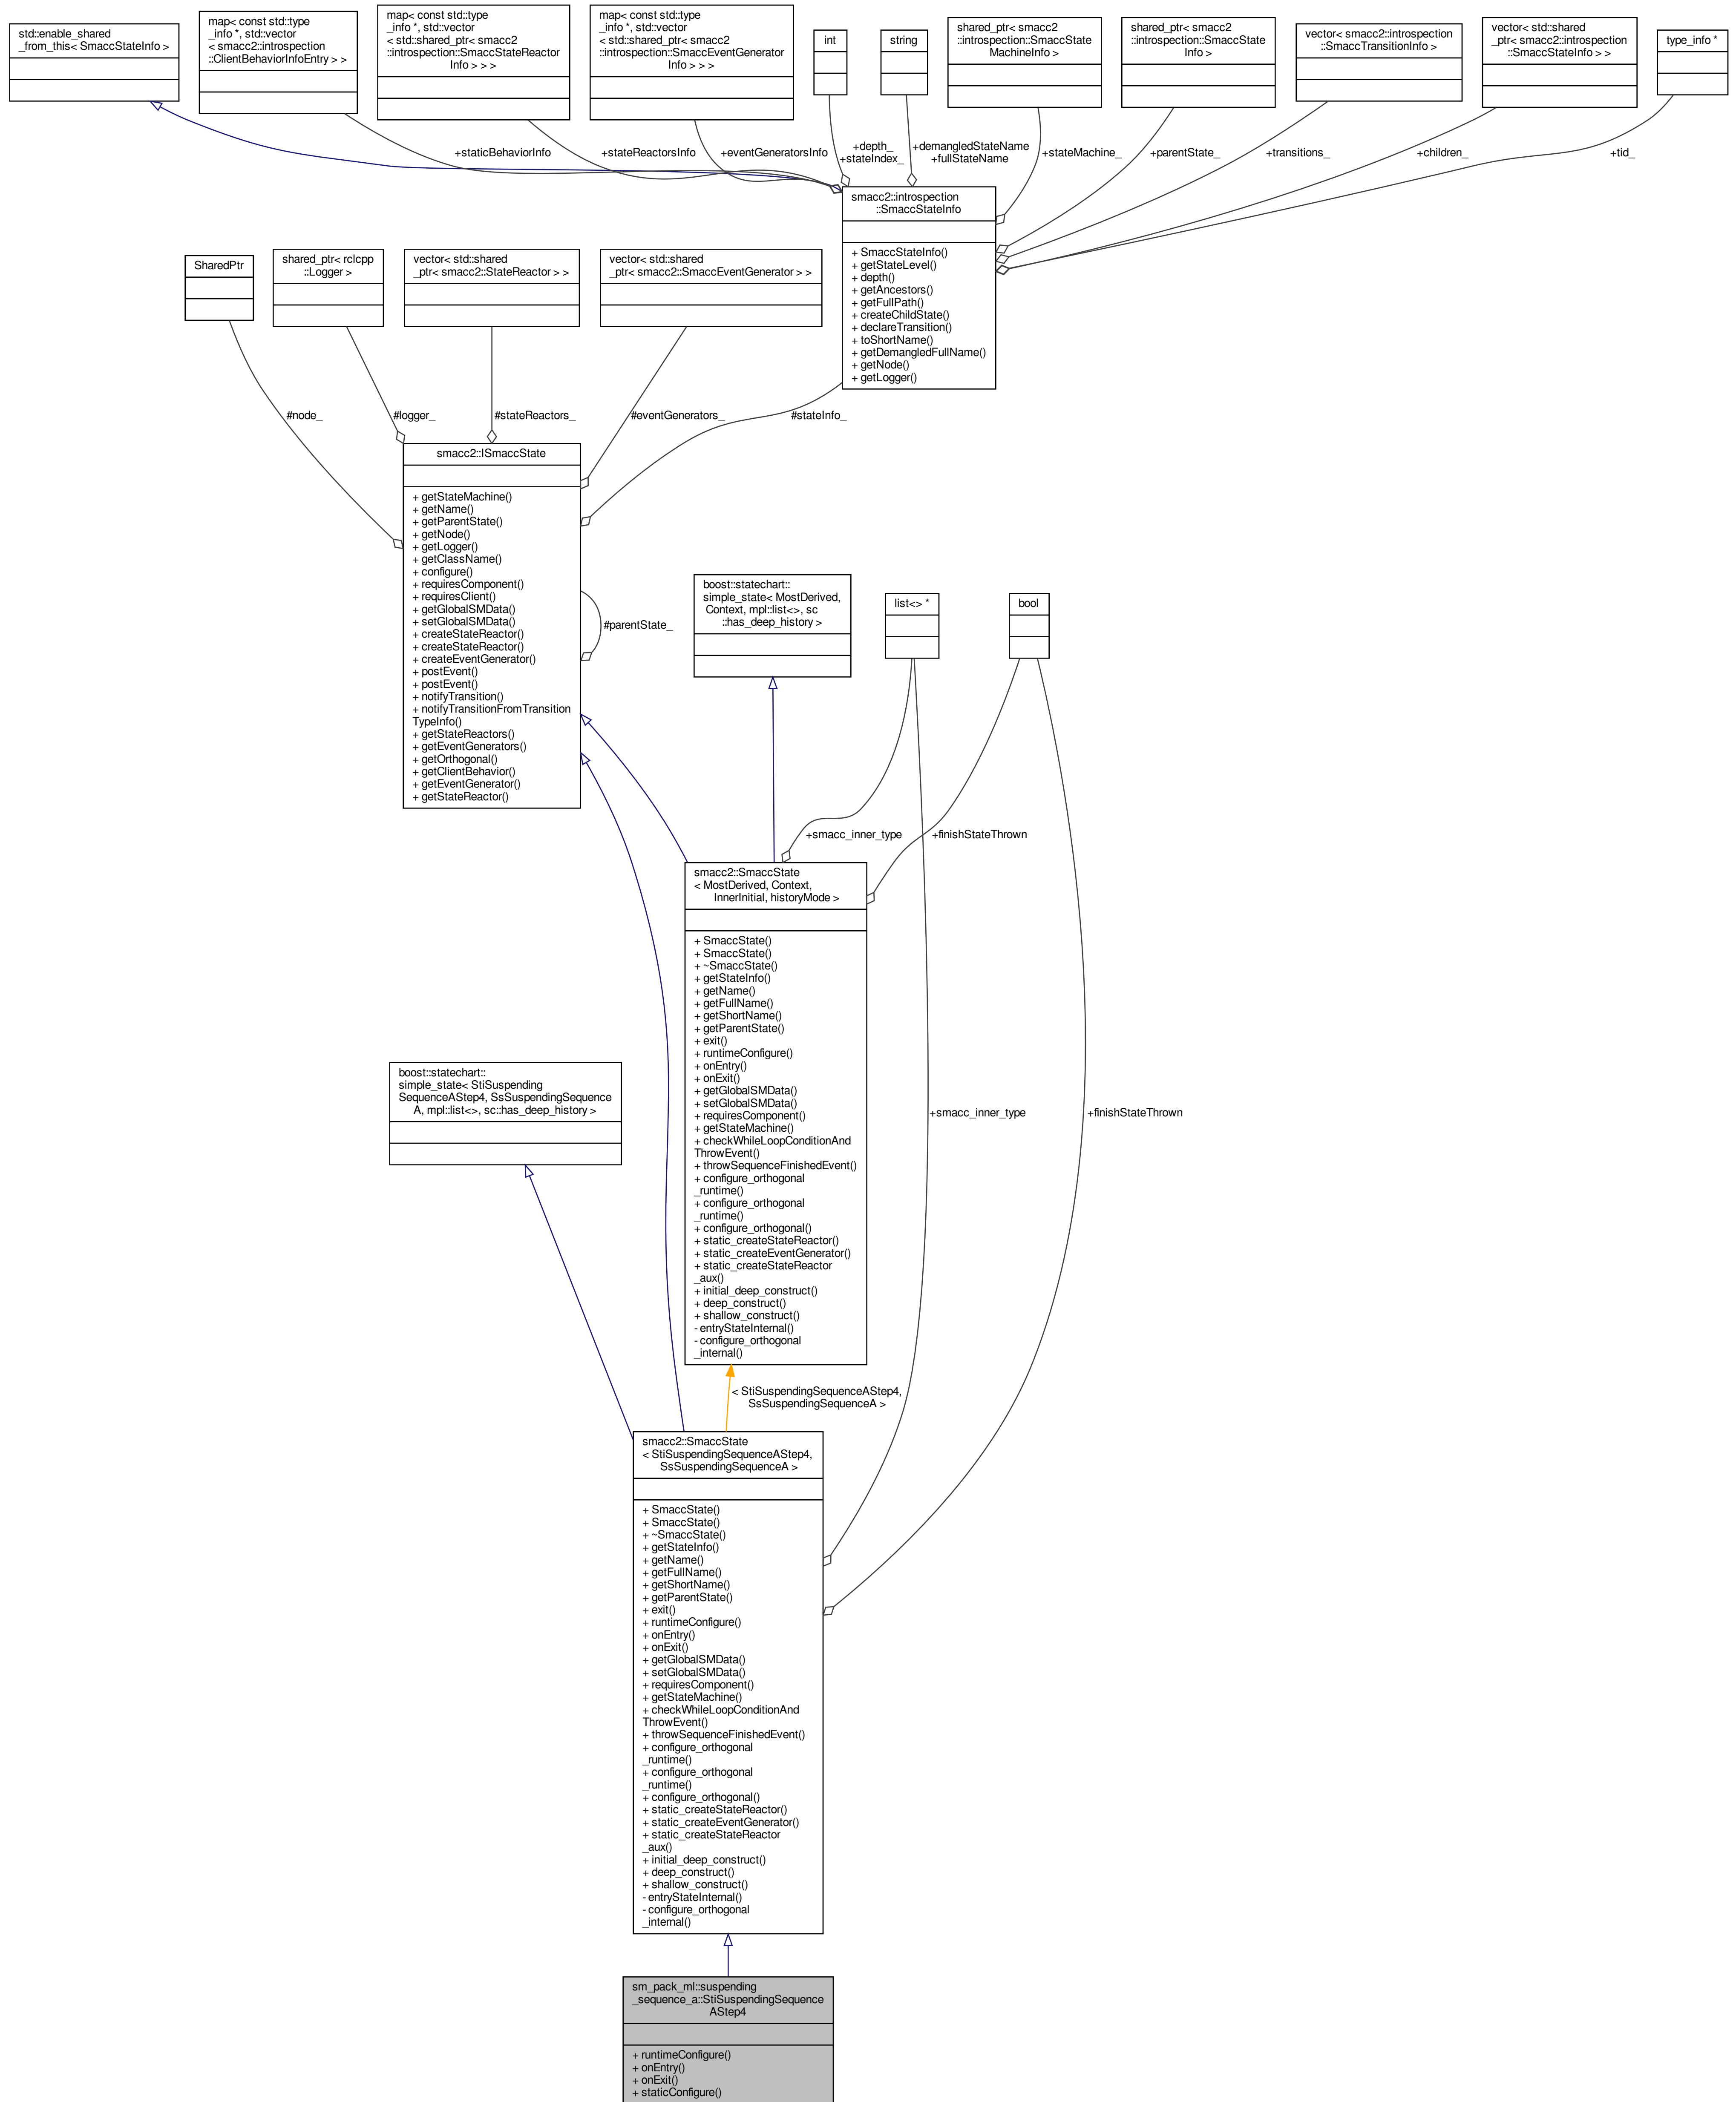 std::enable_shared
_from_this< SmaccStateInfo >
map< const std::type
_info *, std::vector
< smacc2::introspection
::ClientBehaviorInfoEntry > >
map< const std::type
_info *, std::vector
< std::shared_ptr< smacc2
::introspection::SmaccStateReactor
Info > > >
map< const std::type
_info *, std::vector
< std::shared_ptr< smacc2
::introspection::SmaccEventGenerator
Info > > >
int
string
shared_ptr< smacc2
::introspection::SmaccState
MachineInfo >
shared_ptr< smacc2
::introspection::SmaccState
Info >
vector< smacc2::introspection
::SmaccTransitionInfo >
vector< std::shared
_ptr< smacc2::introspection
::SmaccStateInfo > >
type_info *
+staticBehaviorInfo
+stateReactorsInfo
+eventGeneratorsInfo
+depth_
+stateIndex_
+demangledStateName
+fullStateName
+stateMachine_
+parentState_
+transitions_
+children_
+tid_
smacc2::introspection
::SmaccStateInfo
+ SmaccStateInfo()
+ getStateLevel()
+ depth()
+ getAncestors()
+ getFullPath()
+ createChildState()
+ declareTransition()
+ toShortName()
+ getDemangledFullName()
+ getNode()
+ getLogger()
SharedPtr
shared_ptr< rclcpp
::Logger >
vector< std::shared
_ptr< smacc2::StateReactor > >
vector< std::shared
_ptr< smacc2::SmaccEventGenerator > >
#node_
#logger_
#stateReactors_
#eventGenerators_
#stateInfo_
smacc2::ISmaccState
+ getStateMachine()
+ getName()
+ getParentState()
+ getNode()
+ getLogger()
+ getClassName()
+ configure()
+ requiresComponent()
+ requiresClient()
+ getGlobalSMData()
+ setGlobalSMData()
+ createStateReactor()
+ createStateReactor()
+ createEventGenerator()
+ postEvent()
+ postEvent()
+ notifyTransition()
+ notifyTransitionFromTransition
TypeInfo()
+ getStateReactors()
+ getEventGenerators()
+ getOrthogonal()
+ getClientBehavior()
+ getEventGenerator()
+ getStateReactor()
#parentState_
boost::statechart::
simple_state< MostDerived,
Context, mpl::list<>, sc
::has_deep_history >
list<> *
bool
+smacc_inner_type
+finishStateThrown
smacc2::SmaccState
< MostDerived, Context,
InnerInitial, historyMode >
+ SmaccState()
+ SmaccState()
+ ~SmaccState()
+ getStateInfo()
+ getName()
+ getFullName()
+ getShortName()
+ getParentState()
+ exit()
+ runtimeConfigure()
+ onEntry()
+ onExit()
+ getGlobalSMData()
+ setGlobalSMData()
+ requiresComponent()
+ getStateMachine()
+ checkWhileLoopConditionAnd
ThrowEvent()
+ throwSequenceFinishedEvent()
+ configure_orthogonal
_runtime()
+ configure_orthogonal
_runtime()
+ configure_orthogonal()
+ static_createStateReactor()
+ static_createEventGenerator()
+ static_createStateReactor
_aux()
+ initial_deep_construct()
+ deep_construct()
+ shallow_construct()
- entryStateInternal()
- configure_orthogonal
_internal()
boost::statechart::
simple_state< StiSuspending
SequenceAStep4, SsSuspendingSequence
A, mpl::list<>, sc::has_deep_history >
+smacc_inner_type
+finishStateThrown
< StiSuspendingSequenceAStep4,
SsSuspendingSequenceA >
smacc2::SmaccState
< StiSuspendingSequenceAStep4,
SsSuspendingSequenceA >
+ SmaccState()
+ SmaccState()
+ ~SmaccState()
+ getStateInfo()
+ getName()
+ getFullName()
+ getShortName()
+ getParentState()
+ exit()
+ runtimeConfigure()
+ onEntry()
+ onExit()
+ getGlobalSMData()
+ setGlobalSMData()
+ requiresComponent()
+ getStateMachine()
+ checkWhileLoopConditionAnd
ThrowEvent()
+ throwSequenceFinishedEvent()
+ configure_orthogonal
_runtime()
+ configure_orthogonal
_runtime()
+ configure_orthogonal()
+ static_createStateReactor()
+ static_createEventGenerator()
+ static_createStateReactor
_aux()
+ initial_deep_construct()
+ deep_construct()
+ shallow_construct()
- entryStateInternal()
- configure_orthogonal
_internal()
sm_pack_ml::suspending
_sequence_a::StiSuspendingSequence
AStep4
+ runtimeConfigure()
+ onEntry()
+ onExit()
+ staticConfigure()